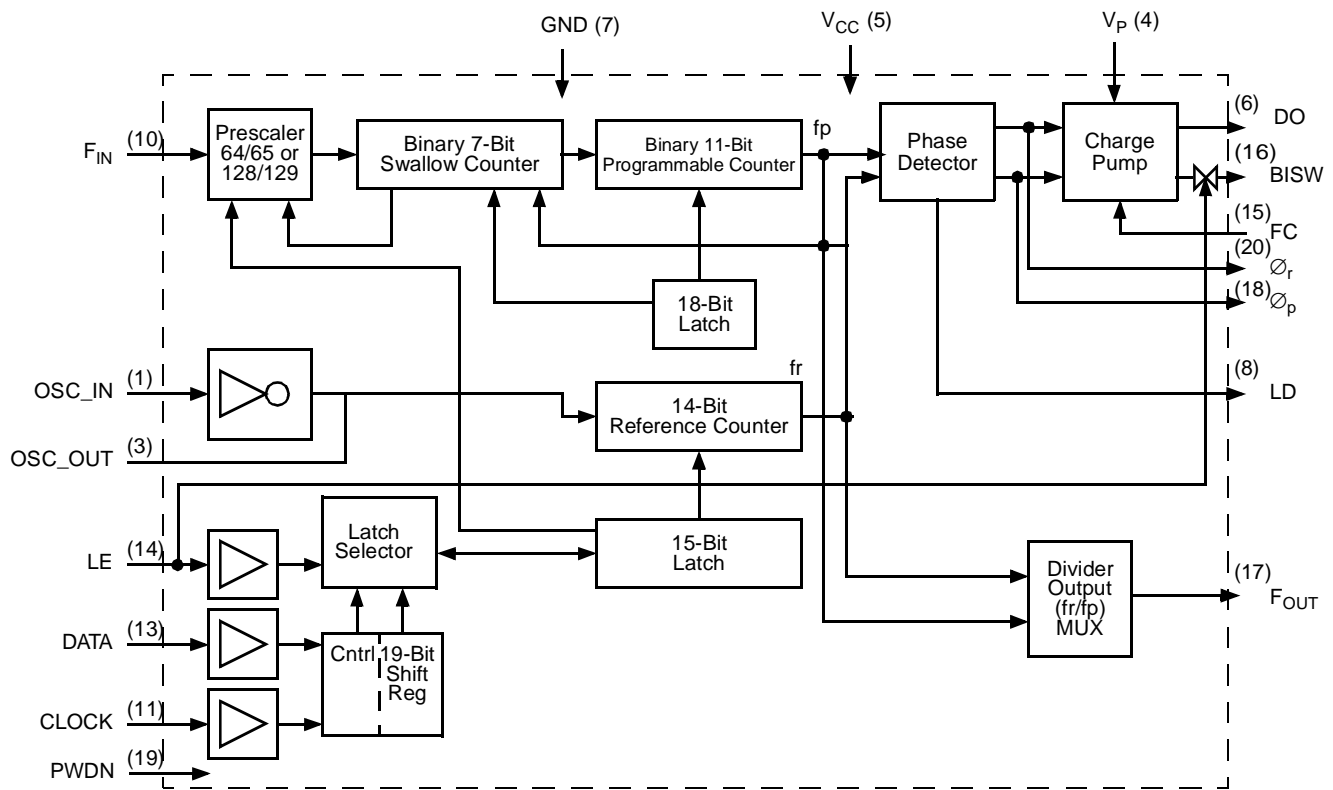 GND (7)
VCC (5)
VP (4)
FIN
(10)
Prescaler
64/65 or
128/129
Binary 7-Bit
Swallow Counter
Binary 11-Bit
Programmable Counter
fp
Phase
Detector
Charge
Pump
(6)
DO
(16)
BISW
(15)
FC
(20)
∅r
(18)
∅p
18-Bit
Latch
OSC_IN
(1)
OSC_OUT
(3)
fr
14-Bit
Reference Counter
(8)
LD
LE
(14)
Latch
Selector
15-Bit
Latch
Divider
Output
(fr/fp)
MUX
(17)
FOUT
DATA
(13)
Cntrl
19-Bit
Shift
Reg
CLOCK
(11)
PWDN
(19)